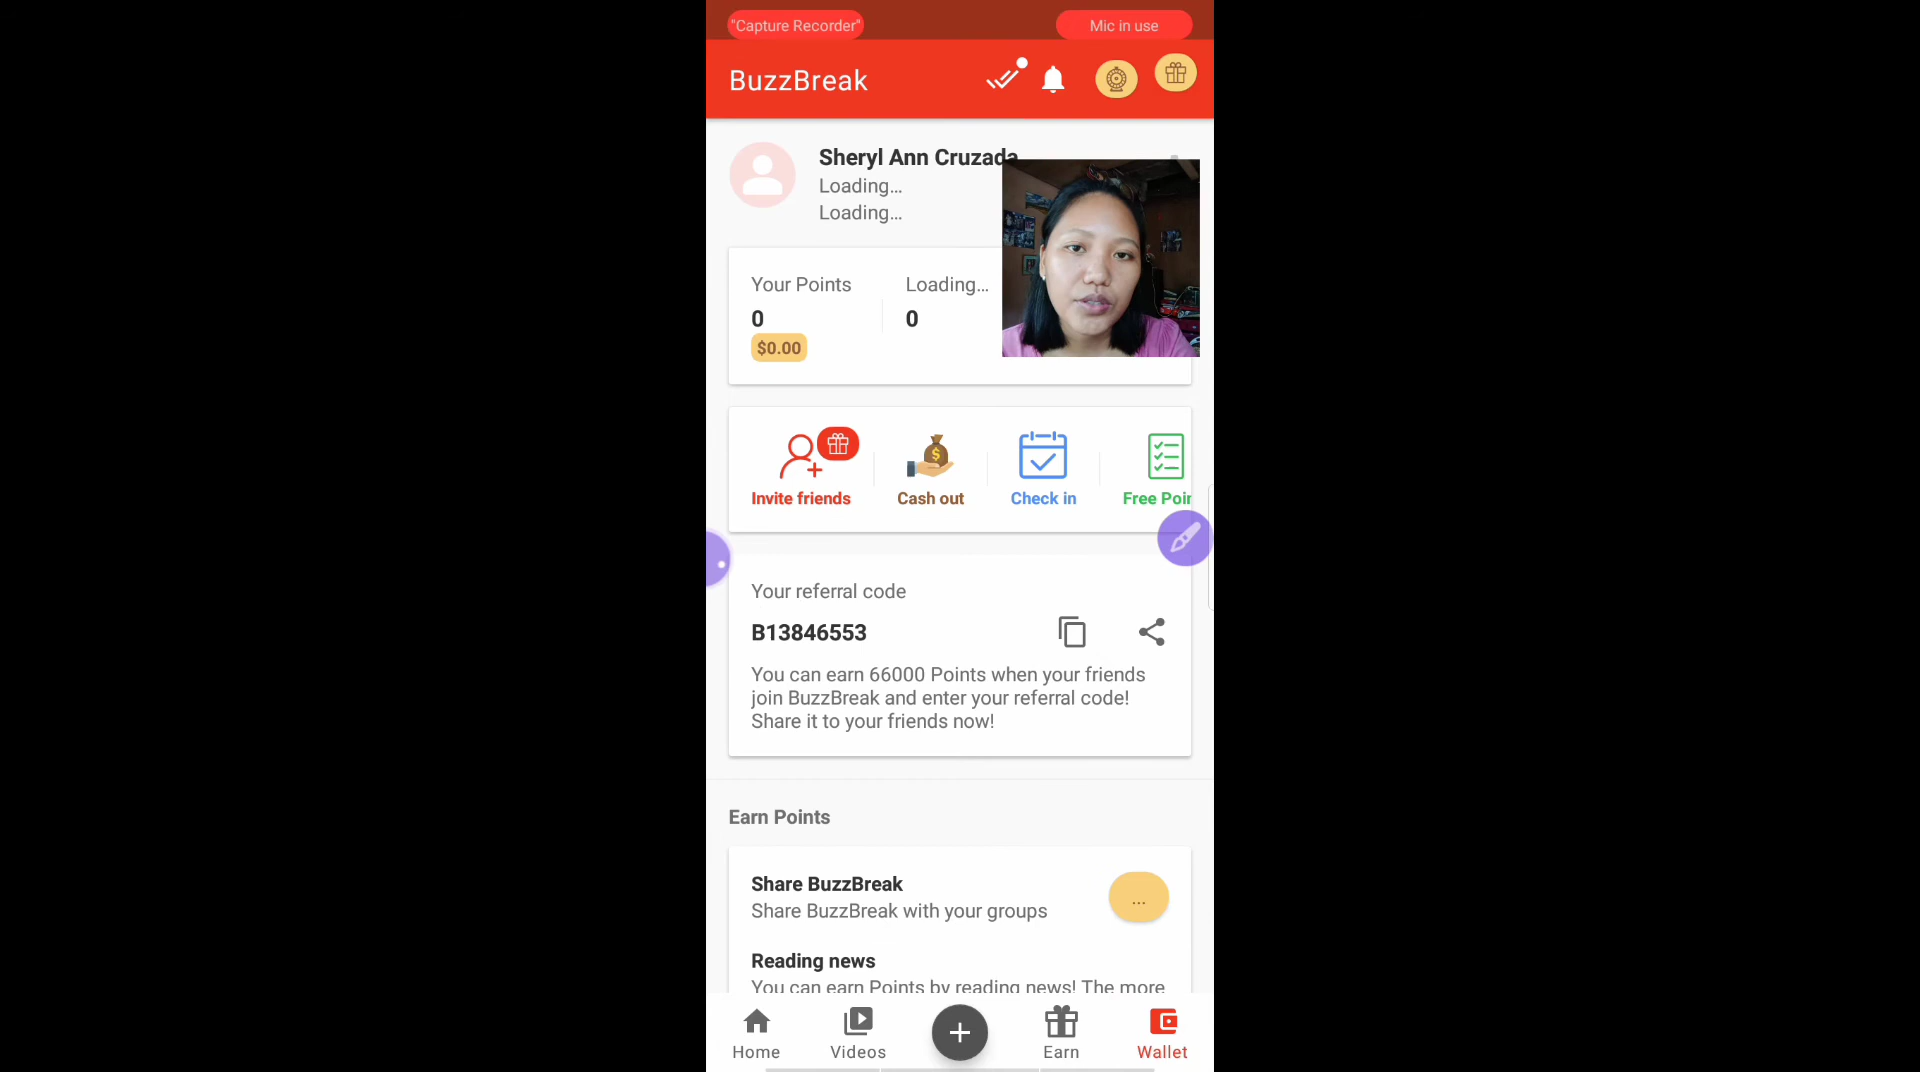 "Capture Recorder"
Mic in use
BuzzBreak
Sheryl Ann Cruzada
Loading...
Loading...
Your Points
Loading...
0
0
$0.00
Invite friends
Cash out
Check in
Free Poin
Your referral code
B13846553
You can earn 66000 Points when your friends
join BuzzBreak and enter your referral code!
Share it to your friends now!
Earn Points
Share BuzzBreak
...
Share BuzzBreak with your groups
Reading news
You can earn Points by reading news! The more
Home
Videos
Earn
Wallet